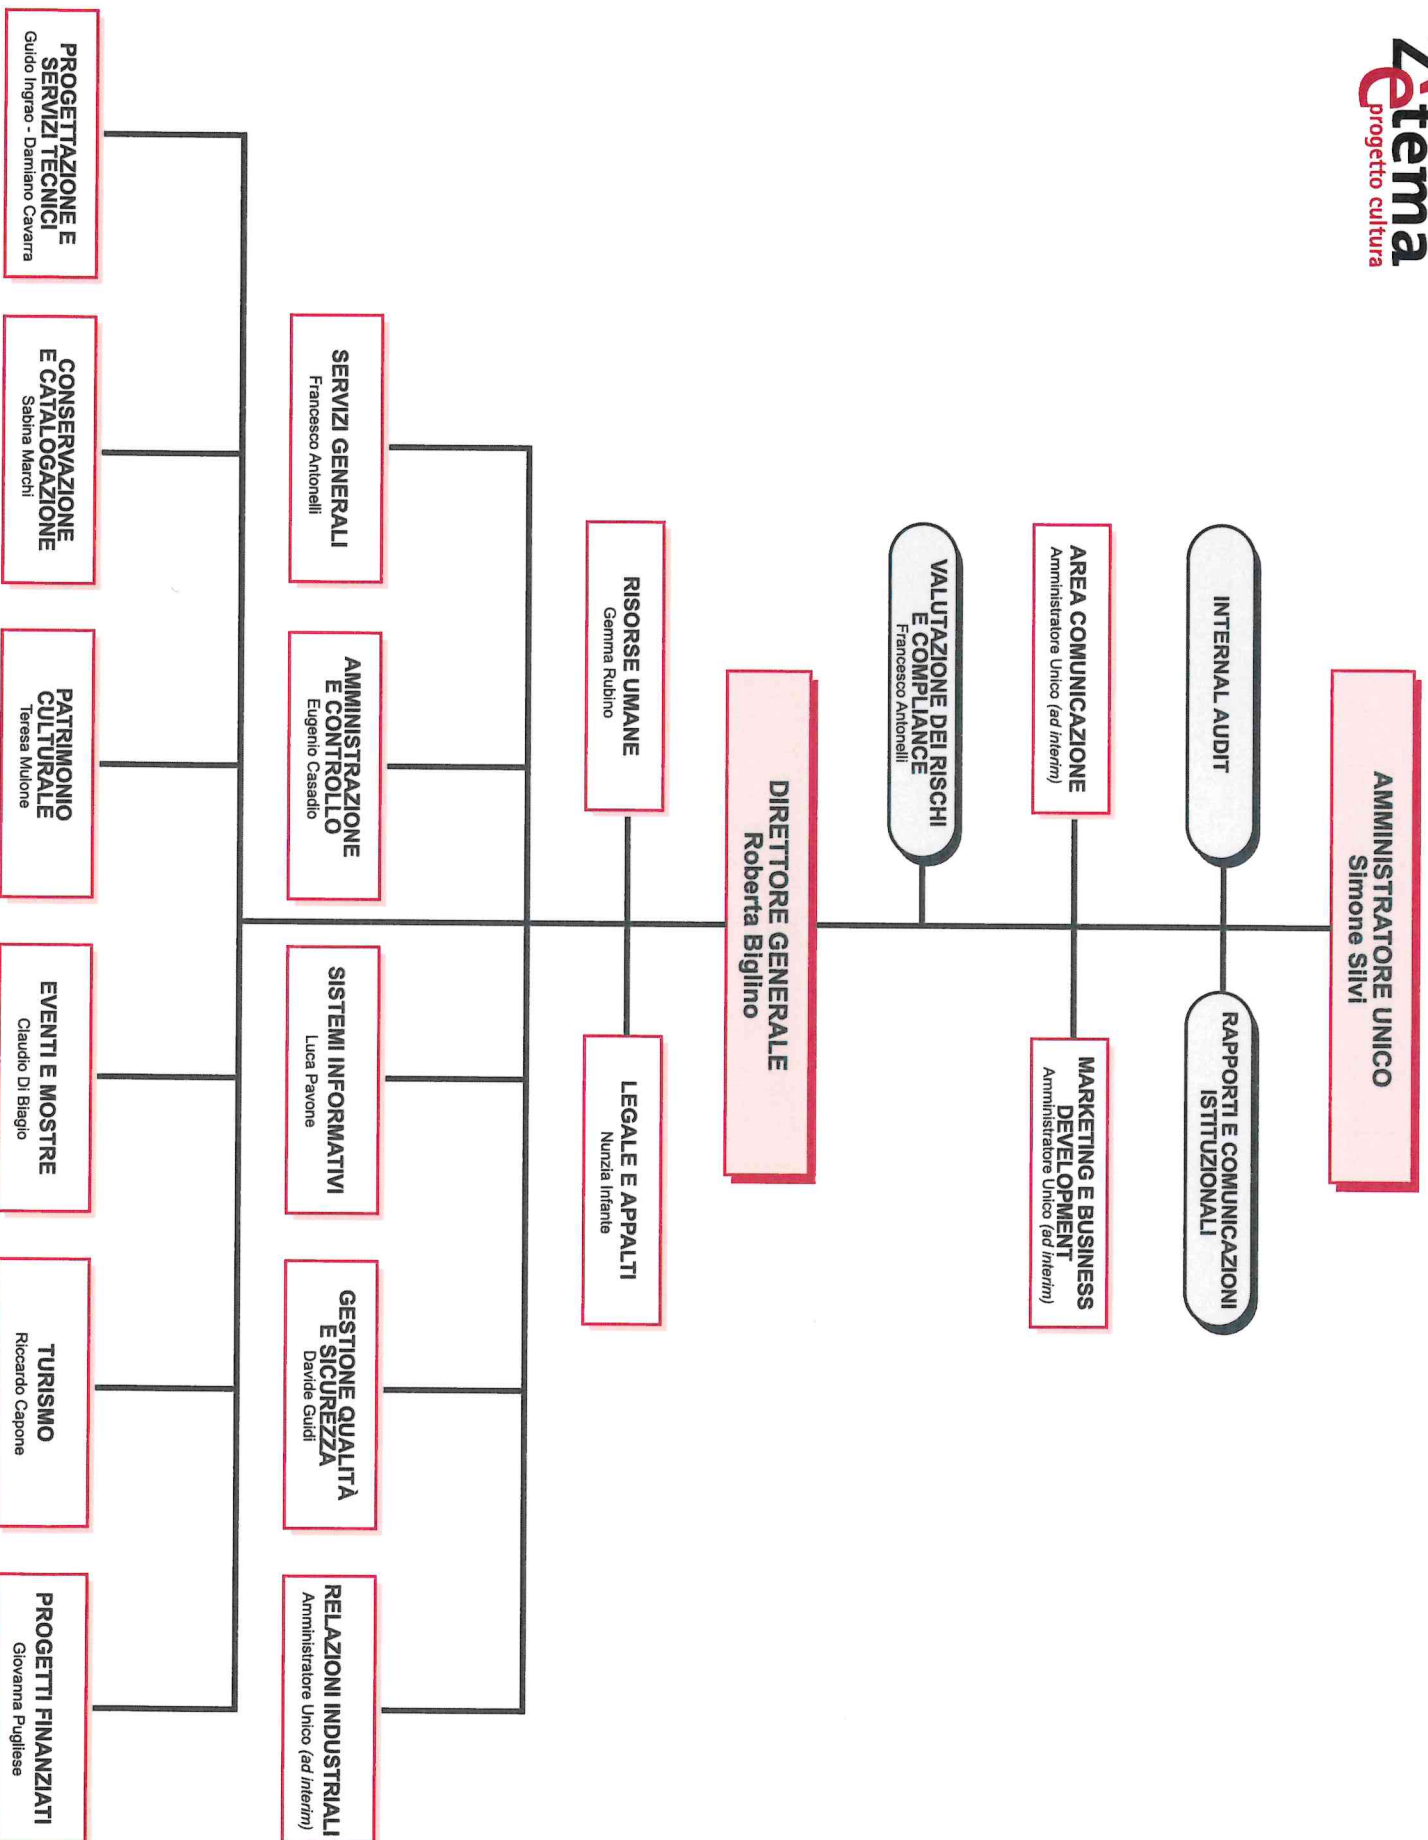 Zetema
progetto cultura
AMMINISTRATORE UNICO
Simone Silvi
INTERNAL AUDIT
RAPPORTI E COMUNICAZIONI
ISTITUZIONALI
AREA COMUNICAZIONE
Amministratore Unico (ad interim)
MARKETING E BUSINESS
DEVELOPMENT
Amministratore Unico (ad interim)
VALUTAZIONE DEI RISCHI
E COMPLIANCE
Francesco Antonelli
DIRETTORE GENERALE
Roberta Biglino
RISORSE UMANE
Gemma Rubino
LEGALE E APPALTI
Nunzia Infante
SERVIZI GENERALI
Francesco Antonelli
AMMINISTRAZIONE
E CONTROLLO
Eugenio Casadio
SISTEMI INFORMATIVI
Luca Pavone
GESTIONE QUALITÀ
E SICUREZZA
Davide Guidi
RELAZIONI INDUSTRIALI
Amministratore Unico (ad interim)
PROGETTAZIONE E
SERVIZI TECNICI
Guido Ingrao - Damiano Cavarra
CONSERVAZIONE
E CATALOGAZIONE
Sabina Marchi
PATRIMONIO
CULTURALE
Teresa Mulone
EVENTI E MOSTRE
Claudio Di Biagio
TURISMO
Riccardo Capone
PROGETTI FINANZIATI
Giovanna Pugliese